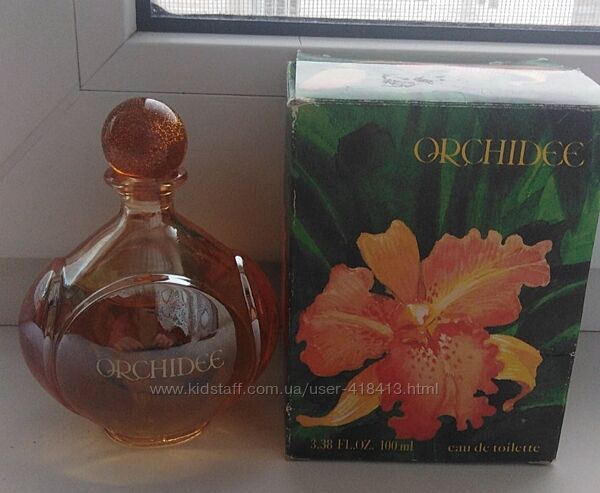 ORCHIDEE
ORCHIDEE
www.kidstaff.com.ua/user-418413.html
3.38 FL.OZ. 100 ml eau de toilette